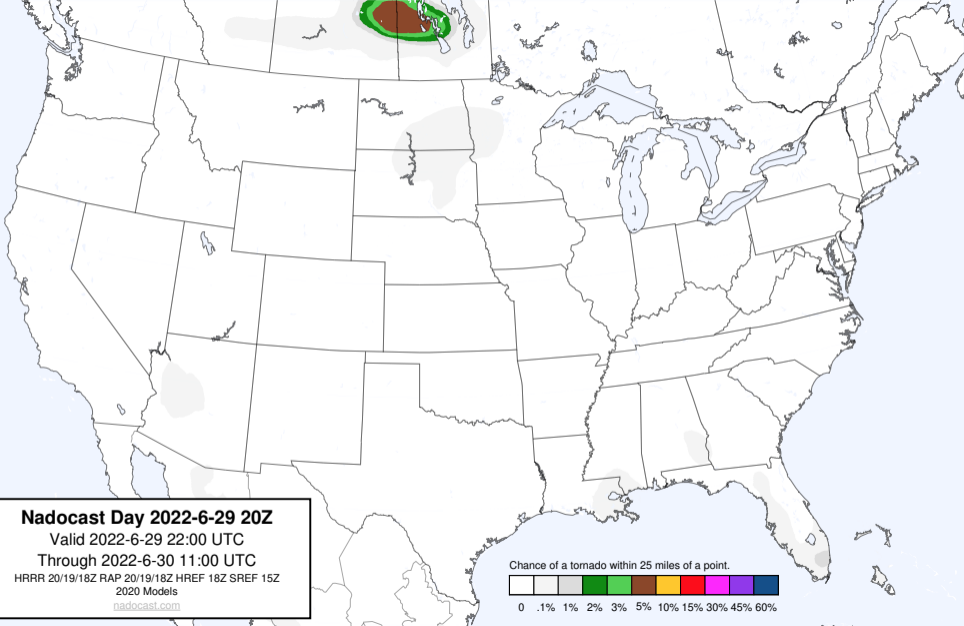 Nadocast Day 2022-6-29 20Z
Valid 2022-6-29 22:00 UTC
Through 2022-6-30 11:00 UTC
HRRR 20/19/18Z RAP 20/19/18Z HREF 18Z SREF 15Z
2020 Models
nadocast.com
Chance of a tornado within 25 miles of a point.
0 .1% 1% 2% 3% 5% 10% 15% 30% 45% 60%